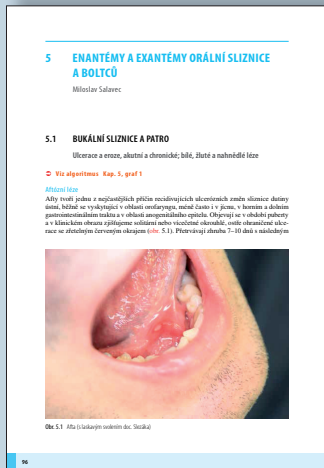 5 ENANTÉMY A EXANTÉMY ORÁLNÍ SLIZNICE
A BOLTCŮ
Miloslav Salavec
5.1 BUKÁLNÍ SLIZNICE A PATRO
Ulcerace a eroze, akutní a chronické; bílé, žluté a nahnědlé léze
Viz algoritmus Kap. 5, graf 1
Aftózní léze
Afty tvoří jednu z nejčastějších příčin recidivujících ulcerózních změn sliznice dutiny
ústní, běžně se vyskytující v oblasti orofaryngu, méně často i v jícnu, v horním a dolním
gastrointestinálním traktu a v oblasti anogenitálního epitelu. Objevují se v období puberty
a v klinickém obrazu zjišťujeme solitární nebo vícečetné okrouhlé, ostře ohraničené ulce-
race se zřetelným červeným okrajem (obr. 5.1). Přetrvávají zhruba 7–10 dnů s následným
Obr. 5.1 Afta (s laskavým svolením doc. Slezáka)
96